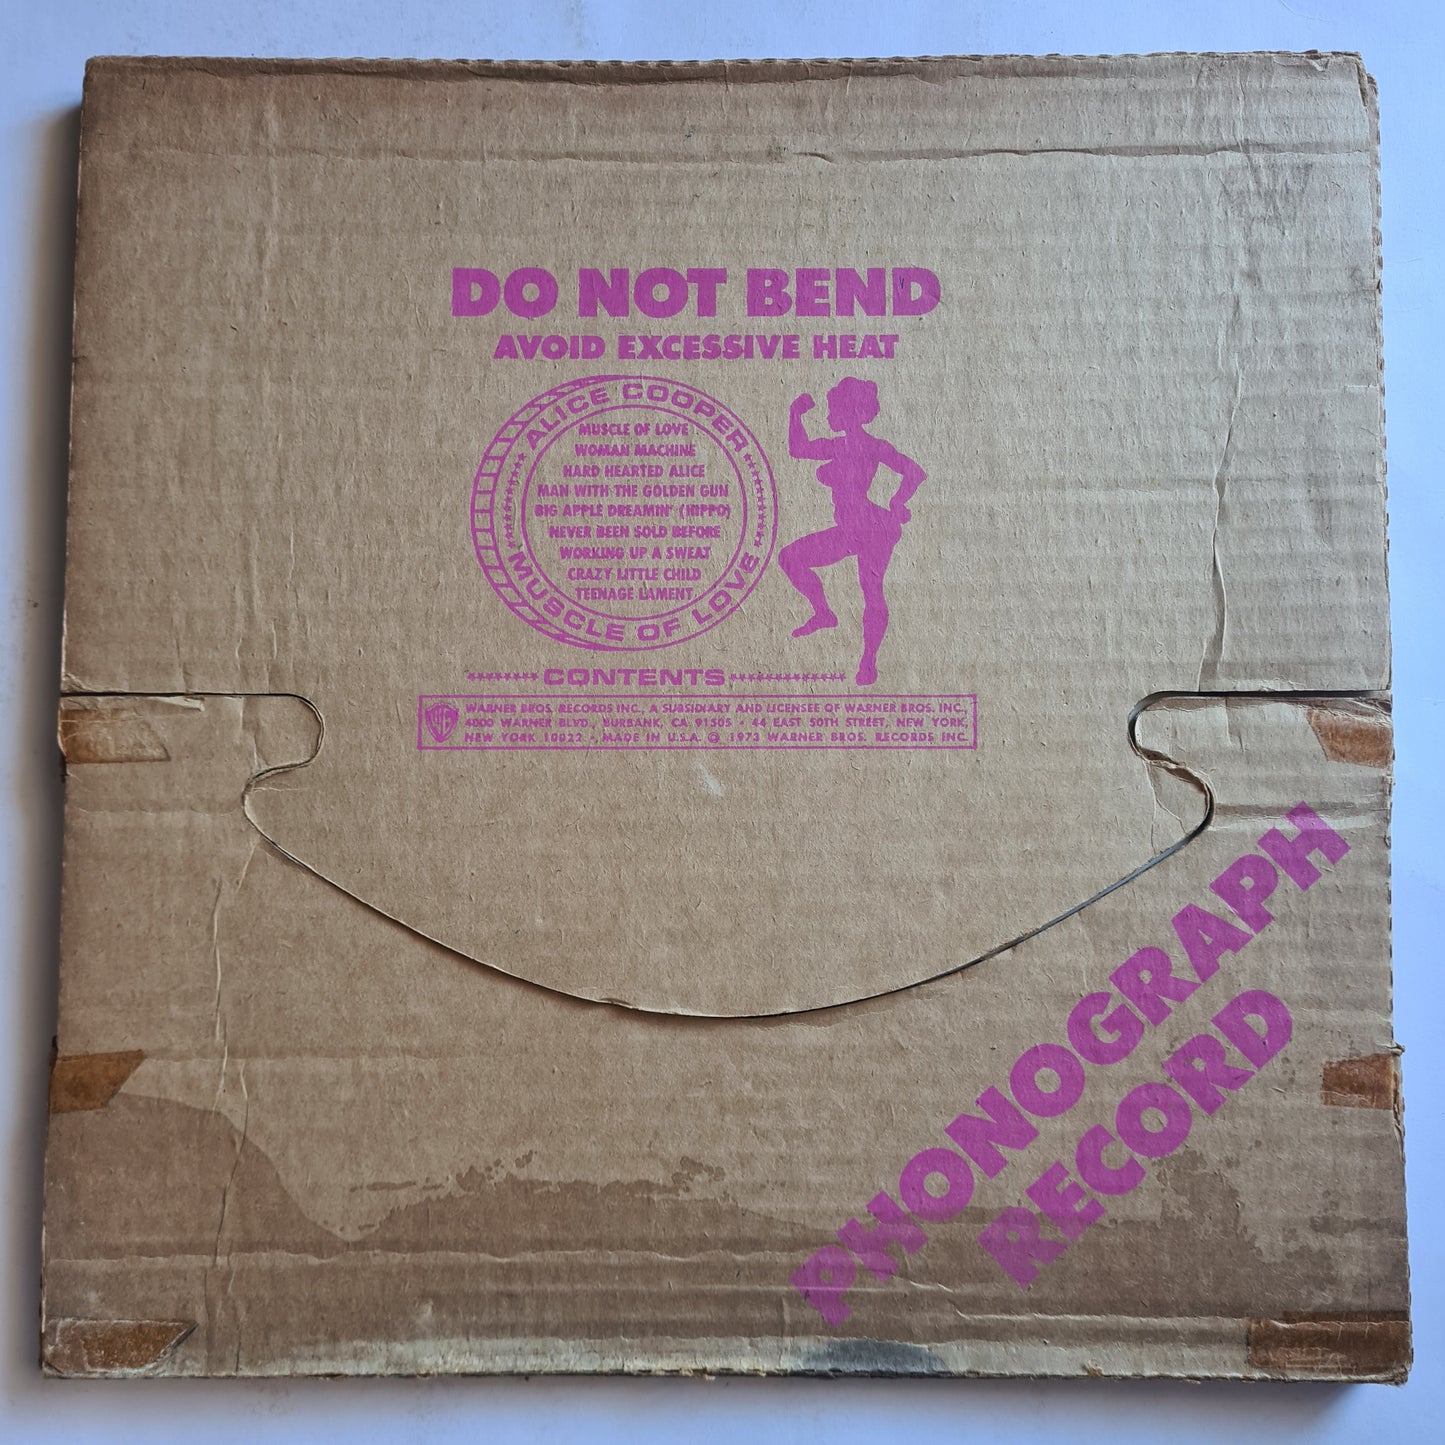 DO NOT BEND
AVOID EXCESSIVE HEAT
ALICE COOPER
MUSCLE OF LOVE
WOMAN MACHINE
HARD HEARTED ALICE
MAN WITH THE GOLDEN GUN
BIG APPLE DREAMIN' (HIPPO)
NEVER BEEN SOLD BEFORE
WORKING UP A SWEAT
CRAZY LITTLE CHILD
TEENAGE LAMENT
MUSCLE OF LOVE
CONTENTS
WB
WARNER BROS. RECORDS INC., A SUBSIDIARY AND LICENSEE OF WARNER BROS. INC.,
4000 WARNER BLVD., BURBANK, CA. 91505 • 44 EAST 50TH STREET, NEW YORK,
NEW YORK 10022 • MADE IN U.S.A. © 1973 WARNER BROS. RECORDS INC.
PHONOGRAPH
RECORD